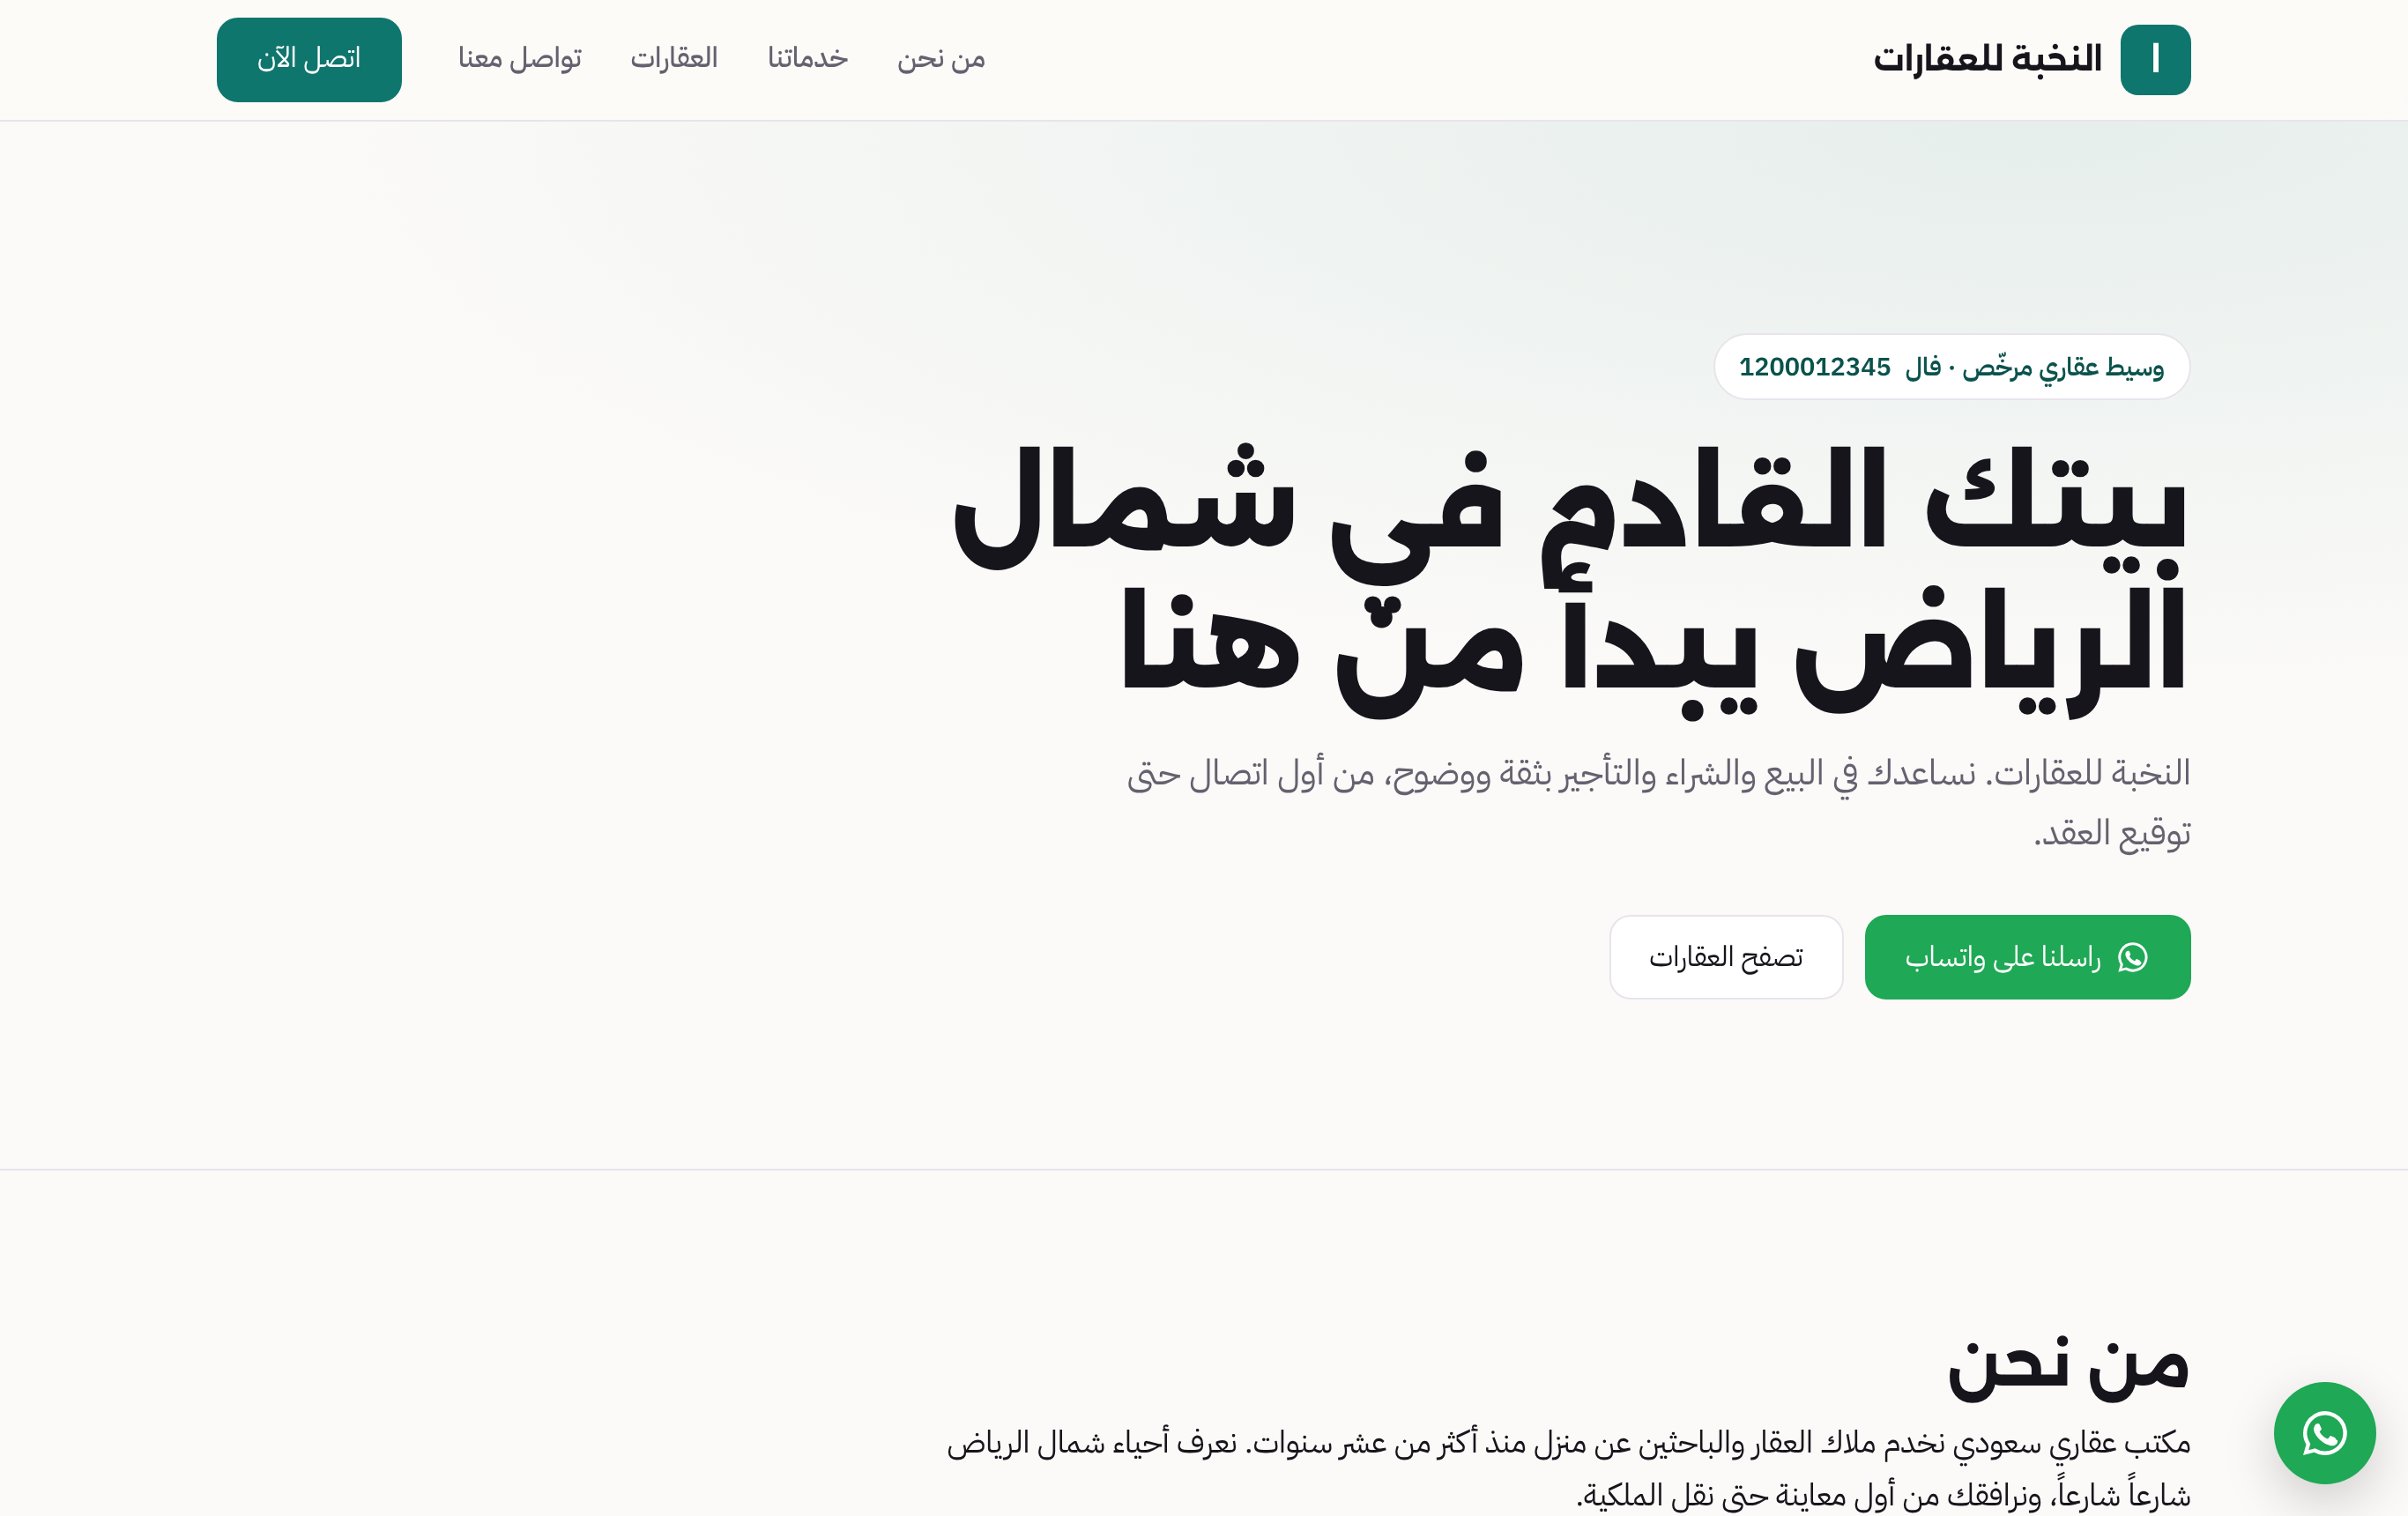 ا
النخبة للعقارات
من نحن
خدماتنا
العقارات
تواصل معنا
اتصل الآن
وسيط عقاري مرخّص · فال 1200012345
بيتك القادم في شمال
الرياض يبدأ من هنا
النخبة للعقارات. نساعدك في البيع والشراء والتأجير بثقة ووضوح، من أول اتصال حتى
توقيع العقد.
راسلنا على واتساب
تصفح العقارات
من نحن
مكتب عقاري سعودي نخدم ملاك العقار والباحثين عن منزل منذ أكثر من عشر سنوات. نعرف أحياء شمال الرياض
شارعاً شارعاً، ونرافقك من أول معاينة حتى نقل الملكية.